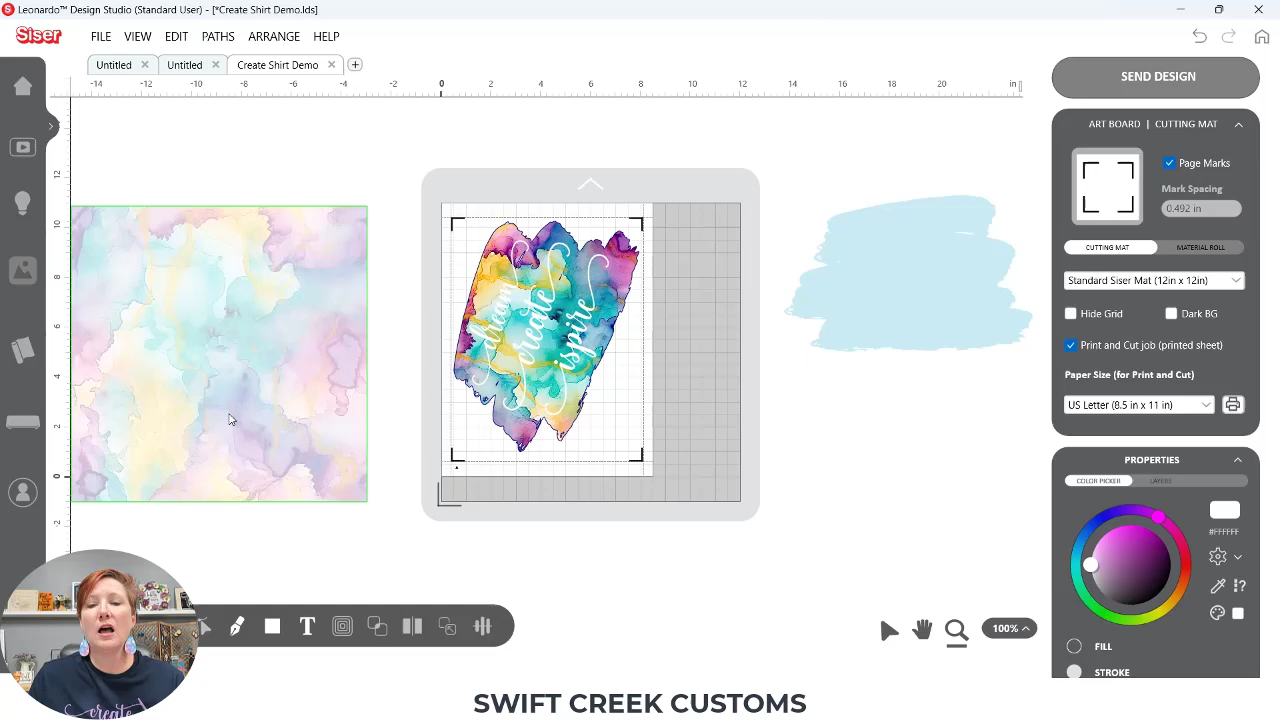 Leonardo™ Design Studio (Standard User) - [*Create Shirt Demo.lds]
Siser FILE VIEW EDIT PATHS ARRANGE HELP
Untitled Untitled Create Shirt Demo
-14 -12 -10 -8 -6 -4 -2 0 2 4 6 8 10 12 14 16 18 20 in
12
10
8
6
4
2
0
-2
dream
create
ispire
SEND DESIGN
ART BOARD | CUTTING MAT
Page Marks
Mark Spacing
0.492 in
CUTTING MAT MATERIAL ROLL
Standard Siser Mat (12in x 12in)
Hide Grid Dark BG
Print and Cut job (printed sheet)
Paper Size (for Print and Cut)
US Letter (8.5 in x 11 in)
PROPERTIES
COLOR PICKER LAYERS
#FFFFFF
FILL
STROKE
T
100%
create
SWIFT CREEK CUSTOMS